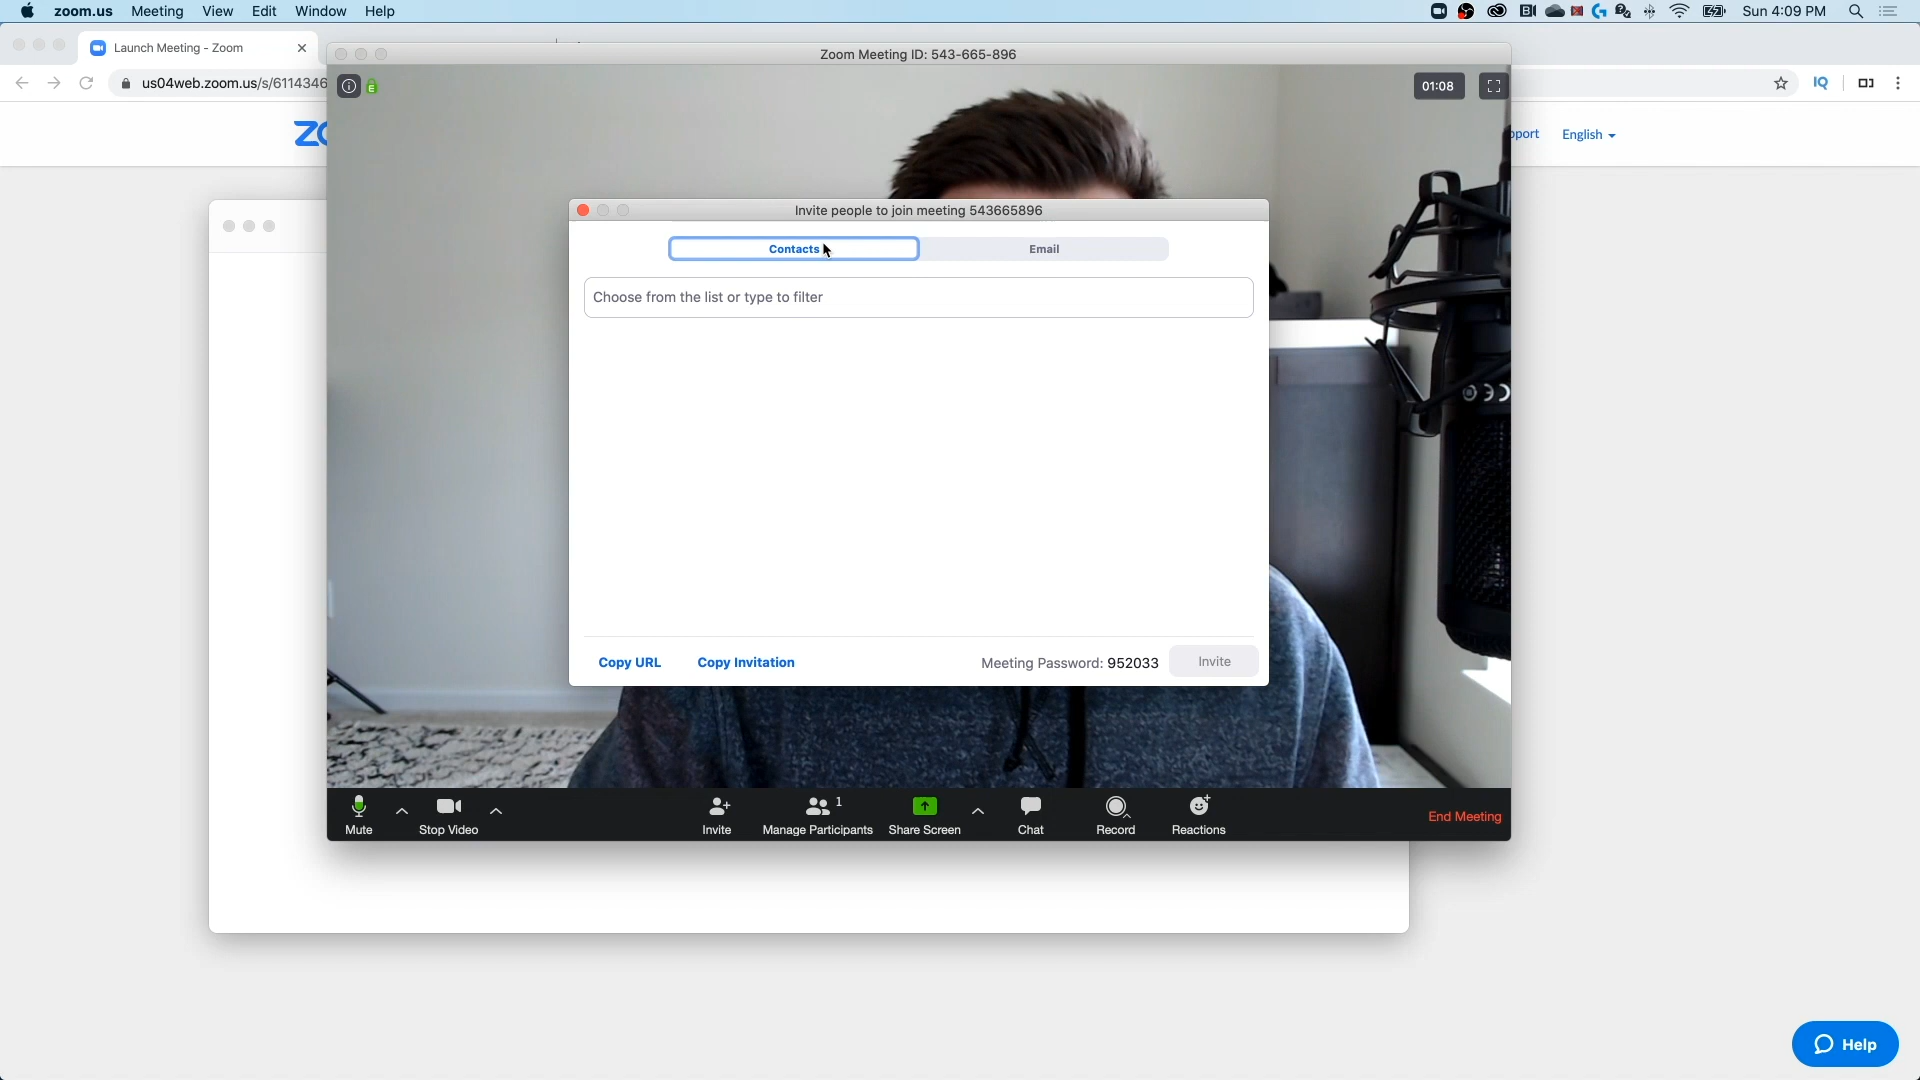 zoom.us Meeting View Edit Window Help
Sun 4:09 PM
Launch Meeting - Zoom
Zoom Meeting ID: 543-665-896
us04web.zoom.us/s/6114346
IQ
01:08
English
Invite people to join meeting 543665896
Contacts Email
Choose from the list or type to filter
Copy URL Copy Invitation Meeting Password: 952033 Invite
1
Mute Stop Video Invite Manage Participants Share Screen Chat Record Reactions End Meeting
Help